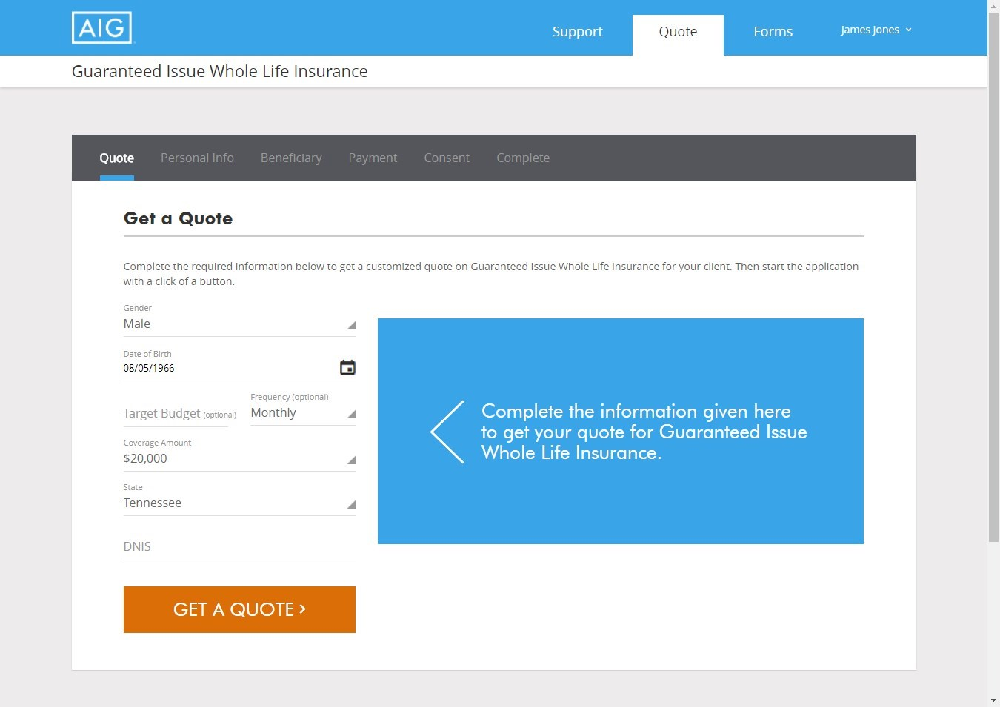 AIG
Support
Quote
Forms
James Jones
Guaranteed Issue Whole Life Insurance
Quote
Personal Info
Beneficiary
Payment
Consent
Complete
Get a Quote
Complete the required information below to get a customized quote on Guaranteed Issue Whole Life Insurance for your client. Then start the application
with a click of a button.
Gender
Male
Date of Birth
08/05/1966
Target Budget (optional)
Frequency (optional)
Monthly
Coverage Amount
$20,000
State
Tennessee
DNIS
GET A QUOTE >
Complete the information given here
to get your quote for Guaranteed Issue
Whole Life Insurance.